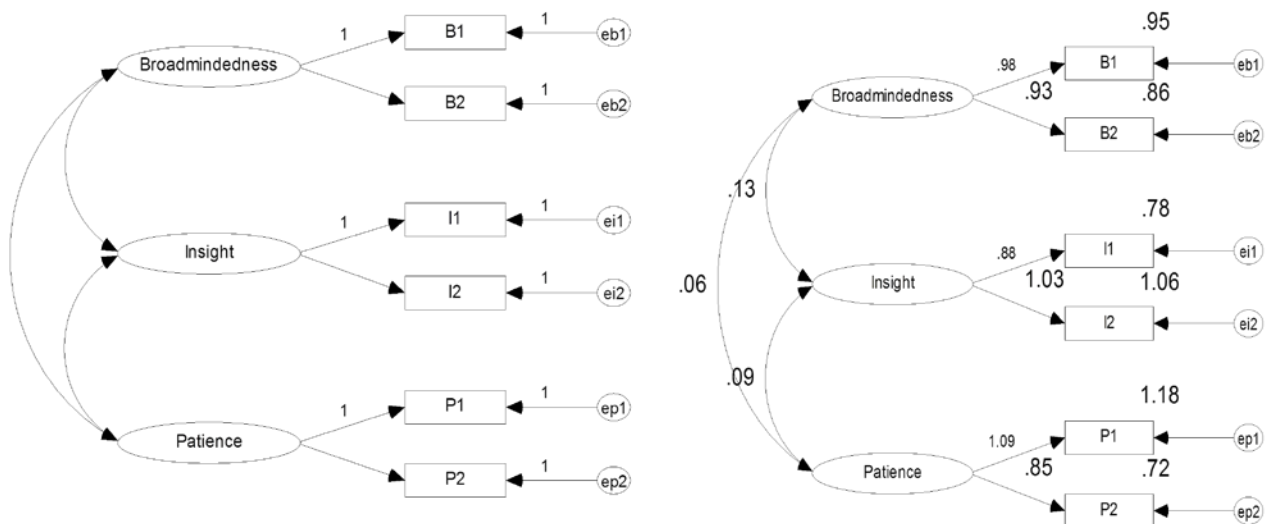 1 B1 1 eb1
Broadmindedness
B2 1 eb2
1 I1 1 ei1
Insight
I2 1 ei2
1 P1 1 ep1
Patience
P2 1 ep2
.95
.98 B1 eb1
Broadmindedness .93 .86
B2 eb2
.13
.78
.88 I1 ei1
.06 Insight 1.03 1.06
I2 ei2
.09
1.18
1.09 P1 ep1
Patience .85 .72
P2 ep2